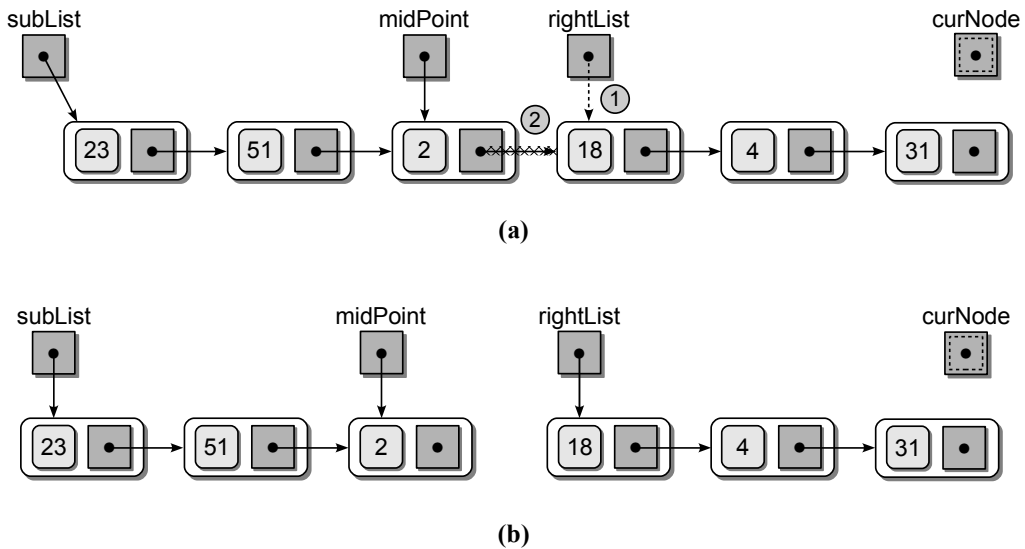 subList midPoint rightList curNode
1
2
23 51 2 18 4 31
(a)
subList midPoint rightList curNode
23 51 2 18 4 31
(b)